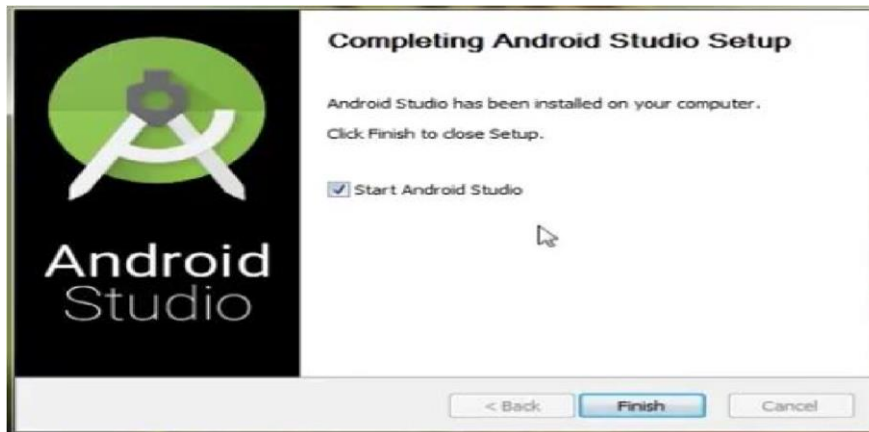 Completing Android Studio Setup
Android Studio has been installed on your computer.
Click Finish to close Setup.
Start Android Studio
Android
Studio
< Back
Finish
Cancel